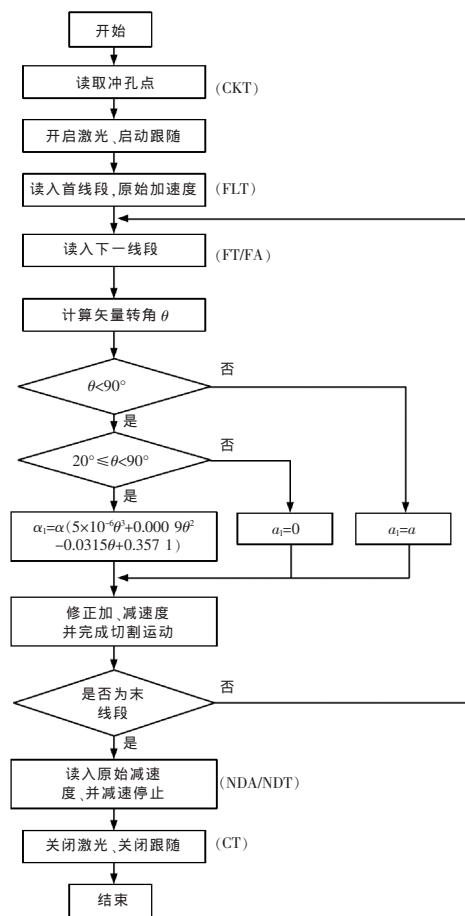 开始
读取冲孔点
(CKT)
开启激光、启动跟随
读入首线段,原始加速度
(FLT)
读入下一线段
(FT/FA)
计算矢量转角θ
θ<90°
否
是
20°≤θ<90°
否
是
α₁=α(5×10⁻⁶θ³+0.000 9θ²
-0.0315θ+0.357 1)
a₁=0
a₁=a
修正加、减速度
并完成切割运动
是否为末
线段
否
是
读入原始减速
度、并减速停止
(NDA/NDT)
关闭激光、关闭跟随
(CT)
结束